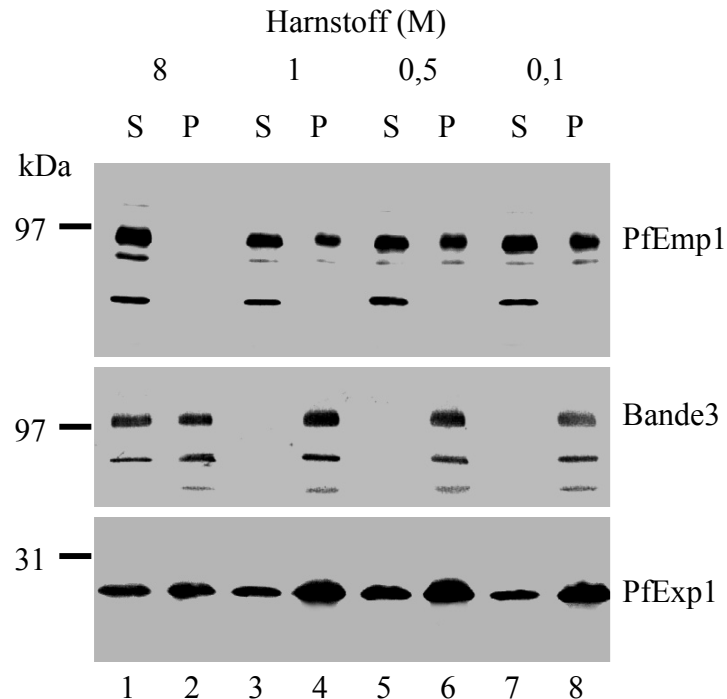 Harnstoff (M)
8 1 0,5 0,1
S P S P S P S P
kDa
97
PfEmp1
97
Bande3
31
PfExp1
1 2 3 4 5 6 7 8